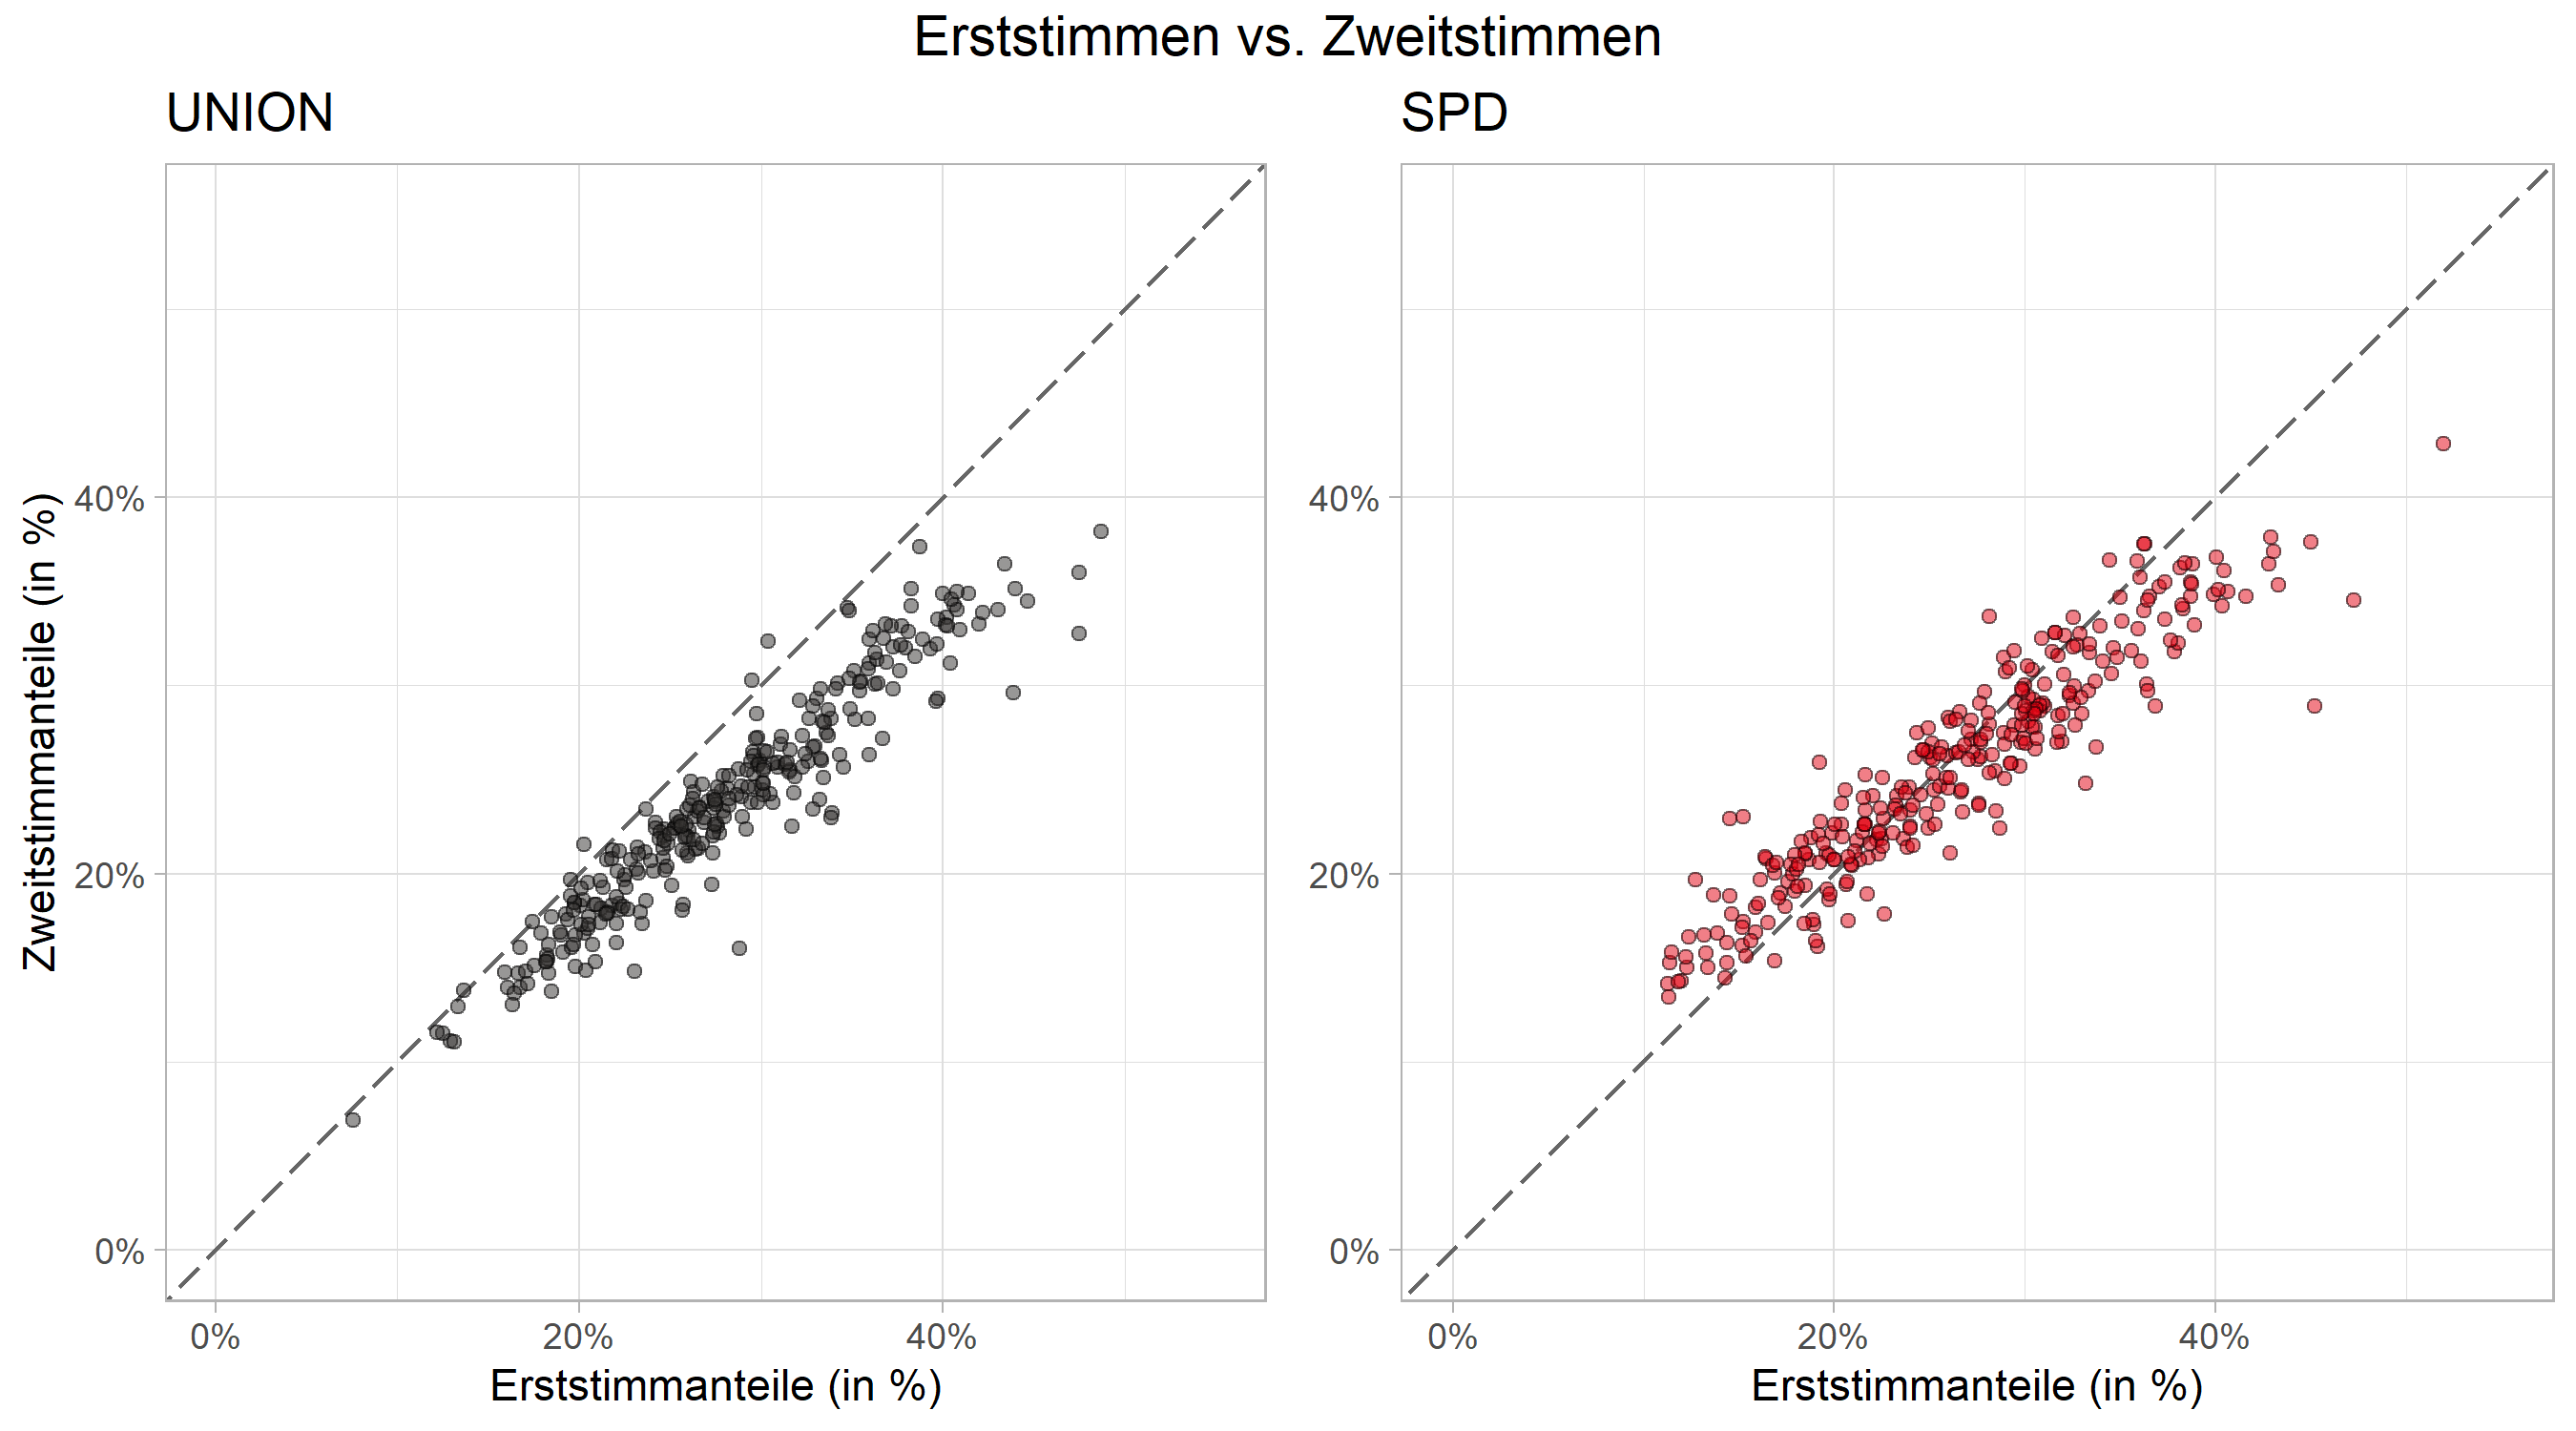 Erststimmen vs. Zweitstimmen
UNION
SPD
Zweitstimmanteile (in %)
40%
20%
0%
0%
20%
40%
Erststimmanteile (in %)
40%
20%
0%
0%
20%
40%
Erststimmanteile (in %)